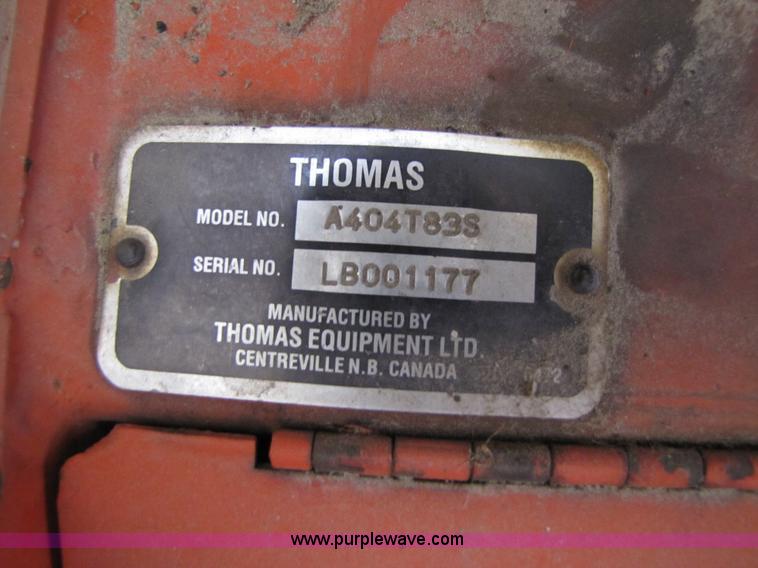 THOMAS
MODEL NO. A404T83S
SERIAL NO. LB001177
MANUFACTURED BY
THOMAS EQUIPMENT LTD.
CENTREVILLE N.B. CANADA
www.purplewave.com